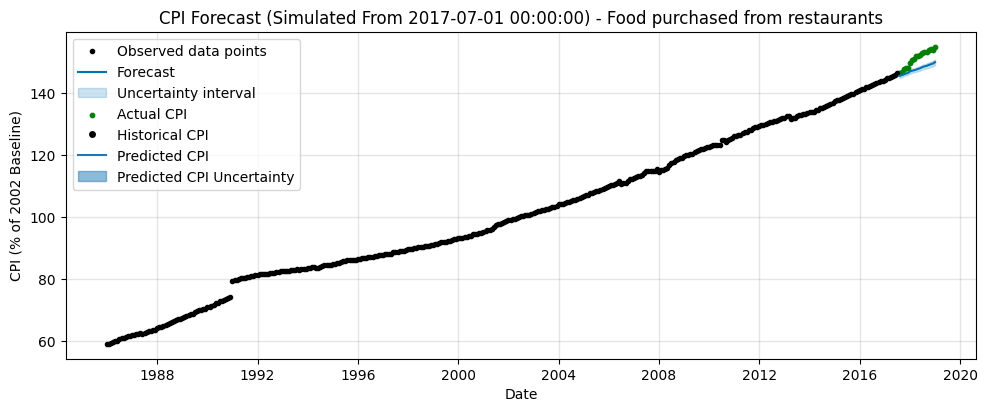 CPI Forecast (Simulated From 2017-07-01 00:00:00) - Food purchased from restaurants
Observed data points
Forecast
Uncertainty interval
Actual CPI
Historical CPI
Predicted CPI
Predicted CPI Uncertainty
CPI (% of 2002 Baseline)
140
120
100
80
60
1988 1992 1996 2000 2004 2008 2012 2016 2020
Date